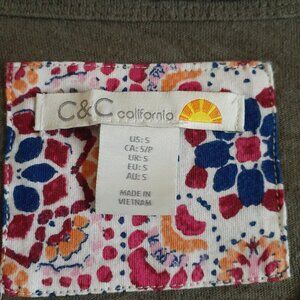 C&C california
US: S
CA: S/P
UK: S
EU: S
AU: S
MADE IN
VIETNAM